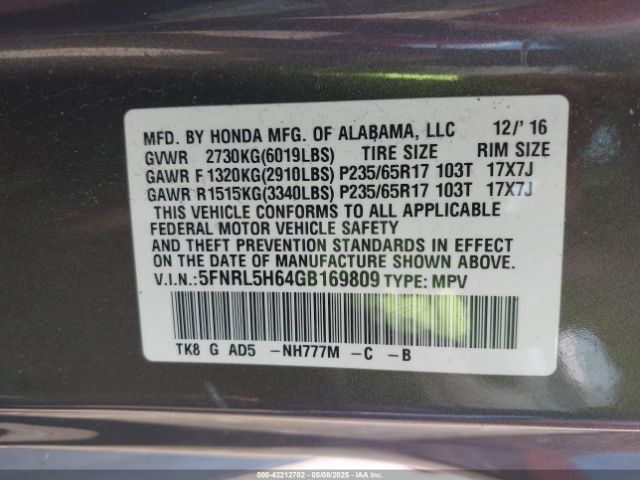 MFD. BY HONDA MFG. OF ALABAMA, LLC 12/' 16
GVWR 2730KG(6019LBS) TIRE SIZE RIM SIZE
GAWR F 1320KG(2910LBS) P235/65R17 103T 17X7J
GAWR R1515KG(3340LBS) P235/65R17 103T 17X7J
THIS VEHICLE CONFORMS TO ALL APPLICABLE
FEDERAL MOTOR VEHICLE SAFETY
AND THEFT PREVENTION STANDARDS IN EFFECT
ON THE DATE OF MANUFACTURE SHOWN ABOVE.
V.I.N.:5FNRL5H64GB169809 TYPE: MPV
TK8 G AD5 -NH777M -C -B
000-42212702 - 05/08/2025 - IAAI.COM